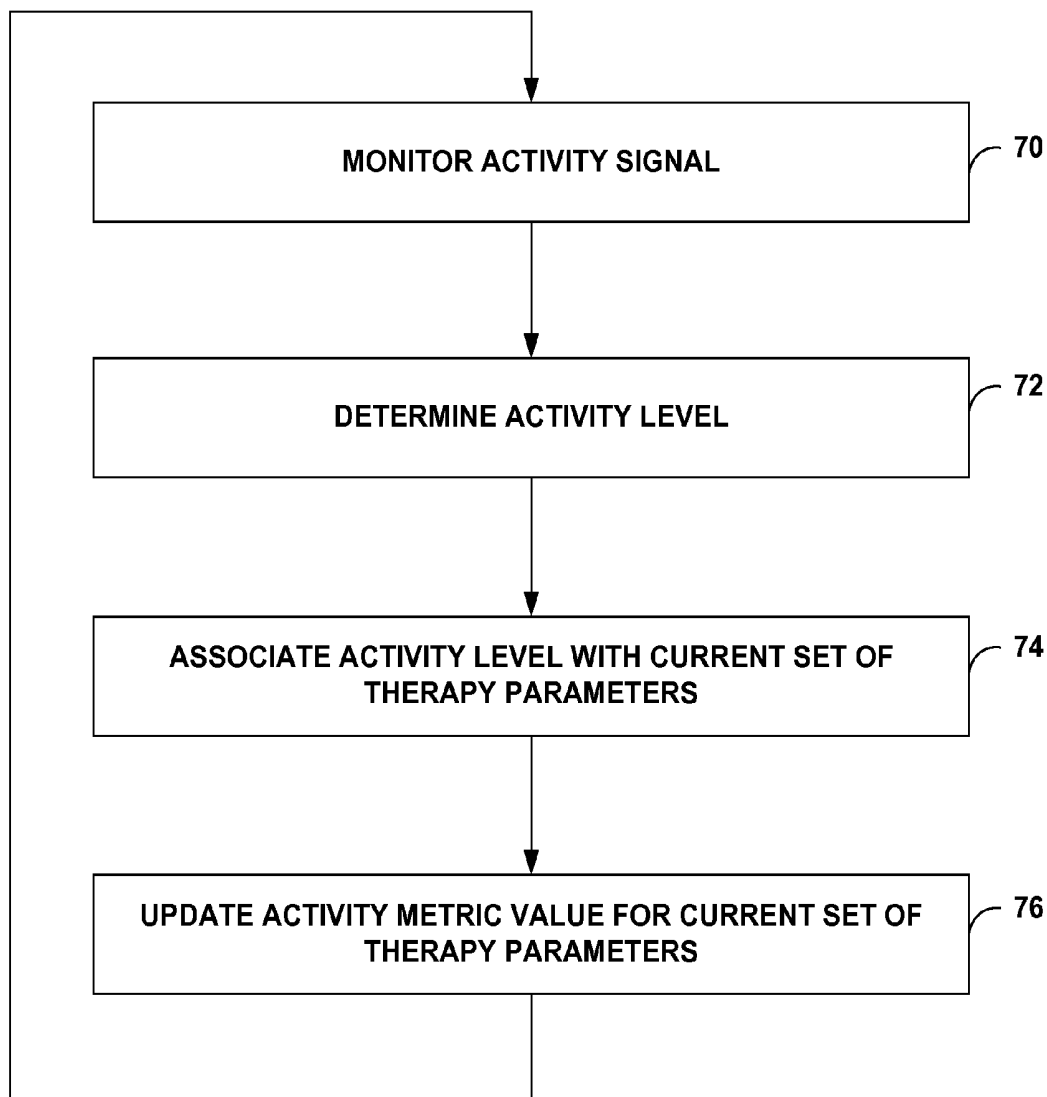 MONITOR ACTIVITY SIGNAL
70
DETERMINE ACTIVITY LEVEL
72
ASSOCIATE ACTIVITY LEVEL WITH CURRENT SET OF
THERAPY PARAMETERS
74
UPDATE ACTIVITY METRIC VALUE FOR CURRENT SET OF
THERAPY PARAMETERS
76